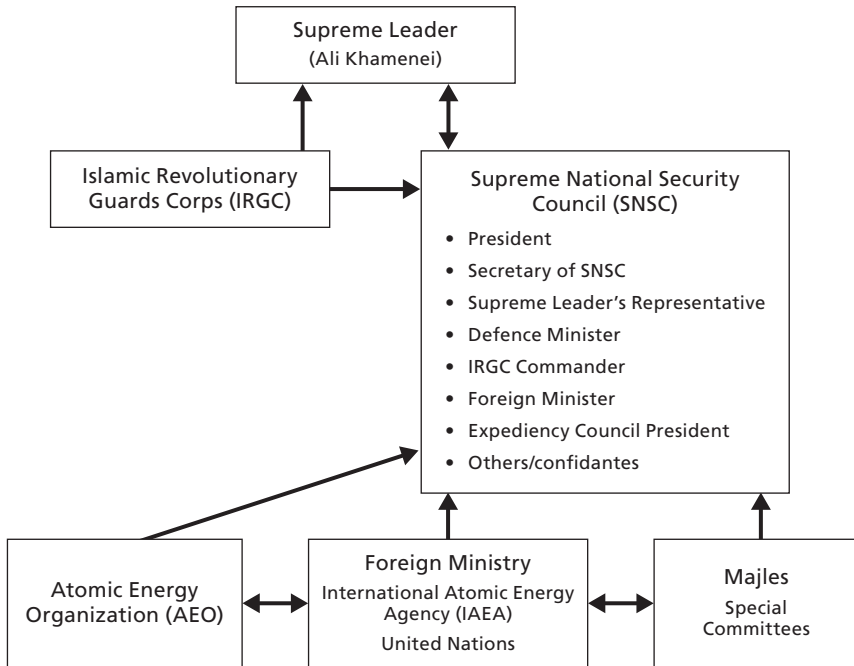 Supreme Leader
(Ali Khamenei)
Islamic Revolutionary
Guards Corps (IRGC)
Supreme National Security
Council (SNSC)
• President
• Secretary of SNSC
• Supreme Leader’s Representative
• Defence Minister
• IRGC Commander
• Foreign Minister
• Expediency Council President
• Others/confidantes
Atomic Energy
Organization (AEO)
Foreign Ministry
International Atomic Energy
Agency (IAEA)
United Nations
Majles
Special
Committees